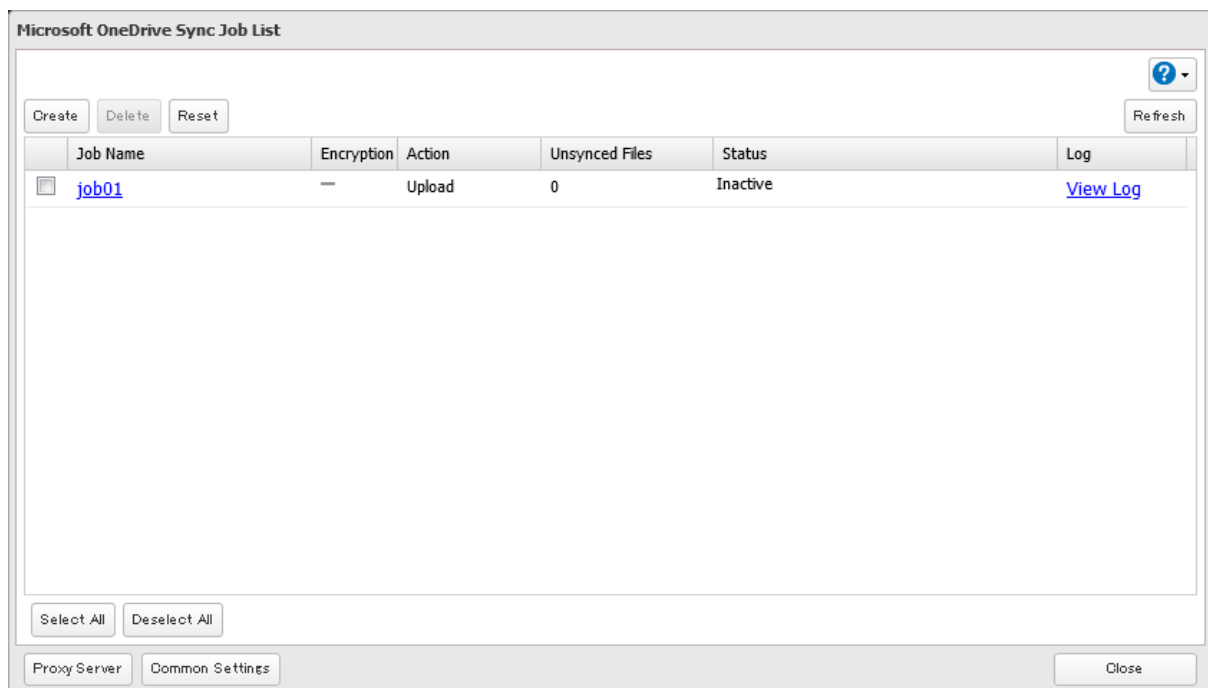 Microsoft OneDrive Sync Job List
?
Create Delete Reset Refresh
Job Name Encryption Action Unsynced Files Status Log
job01 — Upload 0 Inactive View Log
Select All Deselect All
Proxy Server Common Settings Close